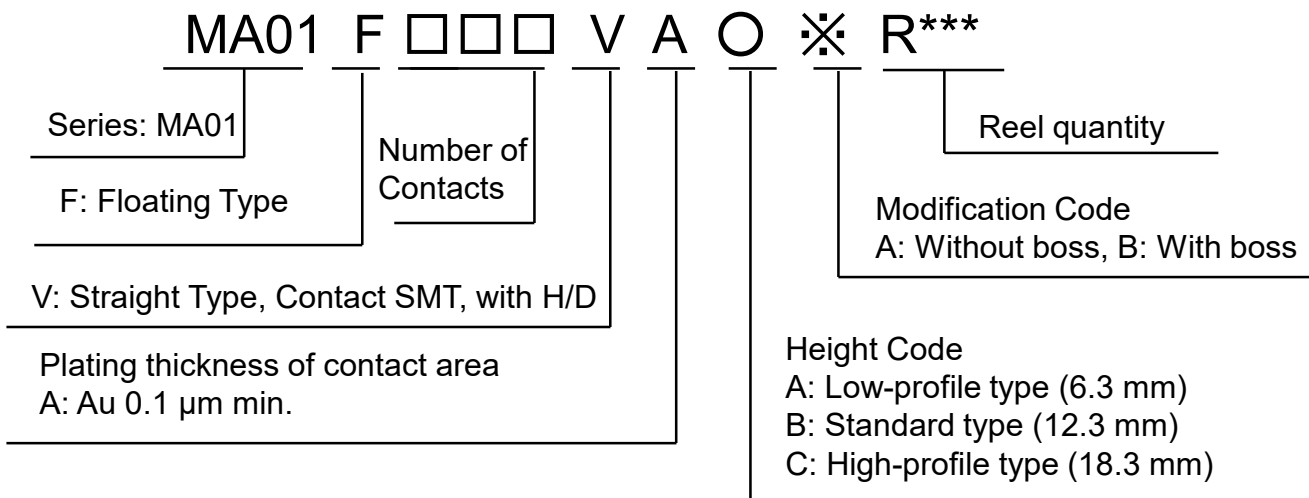 MA01 F □□□ V A ○ ※ R***
Series: MA01
Reel quantity
Number of
Contacts
F: Floating Type
Modification Code
A: Without boss, B: With boss
V: Straight Type, Contact SMT, with H/D
Plating thickness of contact area
A: Au 0.1 μm min.
Height Code
A: Low-profile type (6.3 mm)
B: Standard type (12.3 mm)
C: High-profile type (18.3 mm)